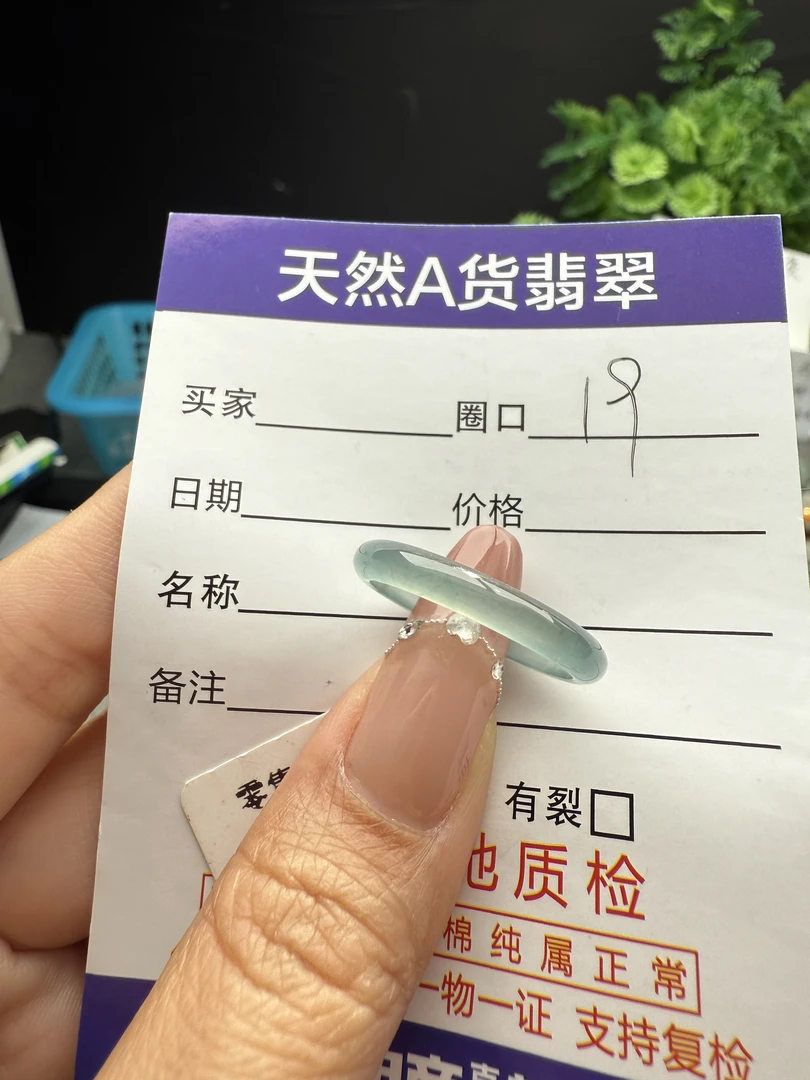 天然A货翡翠
买家 圈口 19
日期 价格
名称
备注
有裂
质检
棉纯属正常
一物一证 支持复检